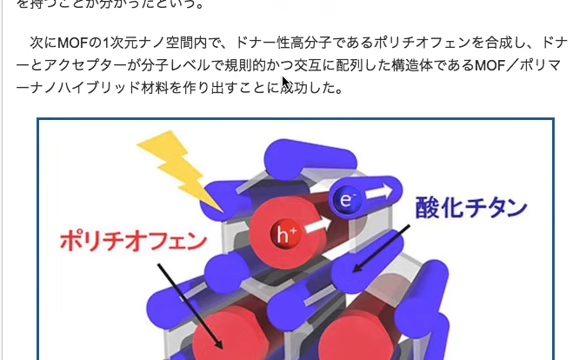 を持つことが分かったという。
次にMOFの1次元ナノ空間内で、ドナー性高分子であるポリチオフェンを合成し、ドナ
ーとアクセプターが分子レベルで規則的かつ交互に配列した構造体であるMOF／ポリマ
ーナノハイブリッド材料を作り出すことに成功した。
e⁻
酸化チタン
h⁺
ポリチオフェン